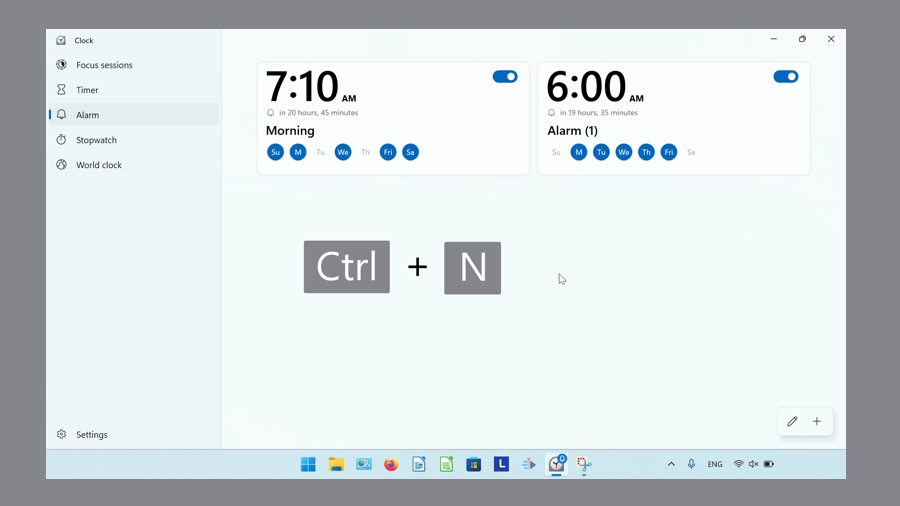 Clock
Focus sessions
Timer
Alarm
Stopwatch
World clock
7:10 AM
in 20 hours, 45 minutes
Morning
Su M Tu We Th Fri Sa
6:00 AM
in 19 hours, 35 minutes
Alarm (1)
Su M Tu We Th Fri Sa
Ctrl + N
Settings
L
ENG